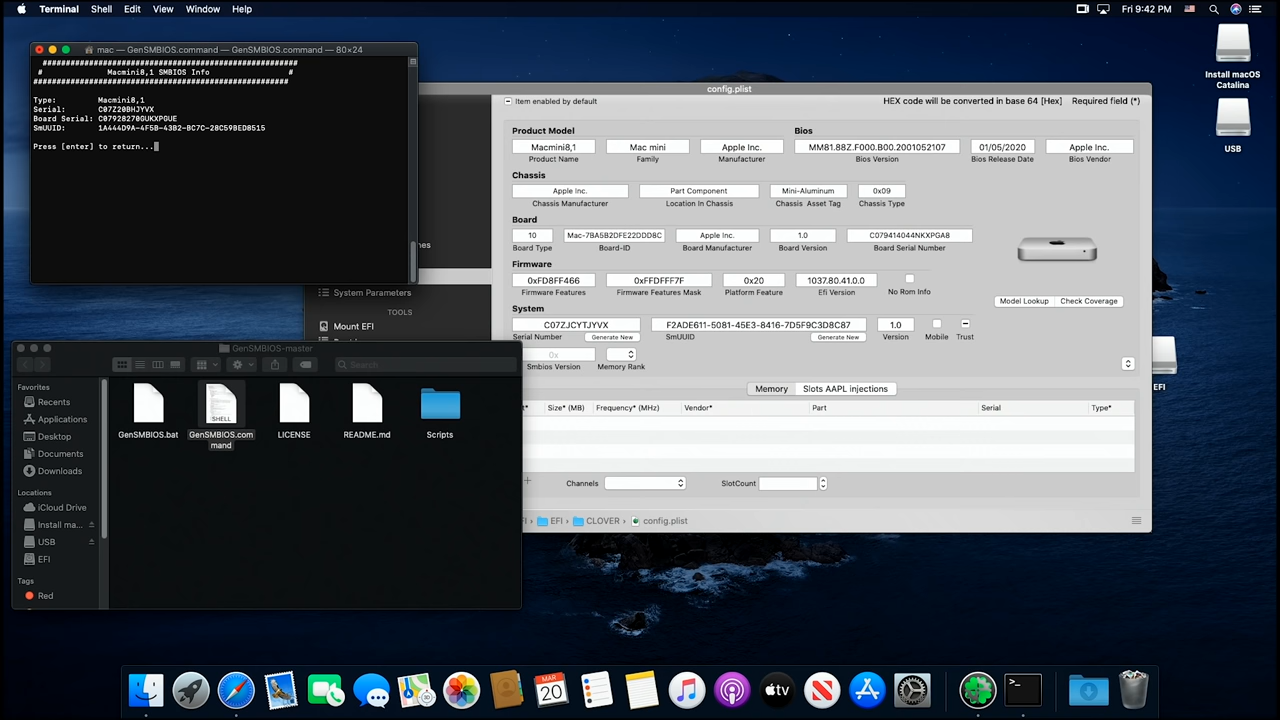 Terminal Shell Edit View Window Help
Fri 9:42 PM
mac — GenSMBIOS.command — GenSMBIOS.command — 80×24
#######################################################
# Macmini8,1 SMBIOS Info #
#######################################################
Type: Macmini8,1
Serial: C07Z20BHJYVX
Board Serial: C07928270GUKXPGUE
SmUUID: 1A444D9A-4F5B-43B2-BC7C-28C59BED8515
Press [enter] to return...
config.plist
Item enabled by default
HEX code will be converted in base 64 [Hex] Required field (*)
Product Model Bios
Macmini8,1 Mac mini Apple Inc. MM81.88Z.F000.B00.2001052107 01/05/2020 Apple Inc.
Product Name Family Manufacturer Bios Version Bios Release Date Bios Vendor
Chassis
Apple Inc. Part Component Mini-Aluminum 0x09
Chassis Manufacturer Location In Chassis Chassis Asset Tag Chassis Type
Board
10 Mac-7BA5B2DFE22DDD8C Apple Inc. 1.0 C079414044NKXPGA8
Board Type Board-ID Board Manufacturer Board Version Board Serial Number
Firmware
0xFD8FF466 0xFFDFFF7F 0x20 1037.80.41.0.0
Firmware Features Firmware Features Mask Platform Feature Efi Version No Rom Info
System
C07ZJCYTJYVX F2ADE611-5081-45E3-8416-7D5F9C3D8C87 1.0
Serial Number Generate New SmUUID Generate New Version Mobile Trust
0x
Smbios Version Memory Rank
Model Lookup Check Coverage
Memory Slots AAPL injections
Size* (MB) Frequency* (MHz) Vendor* Part Serial Type*
Channels SlotCount
EFI CLOVER config.plist
System Parameters
TOOLS
Mount EFI
GenSMBIOS-master
Search
Favorites
Recents
Applications
Desktop
Documents
Downloads
Locations
iCloud Drive
Install ma...
USB
EFI
Tags
Red
SHELL
GenSMBIOS.bat GenSMBIOS.com
mand
LICENSE README.md Scripts
Install macOS
Catalina
USB
EFI
MAR
20
tv
>_